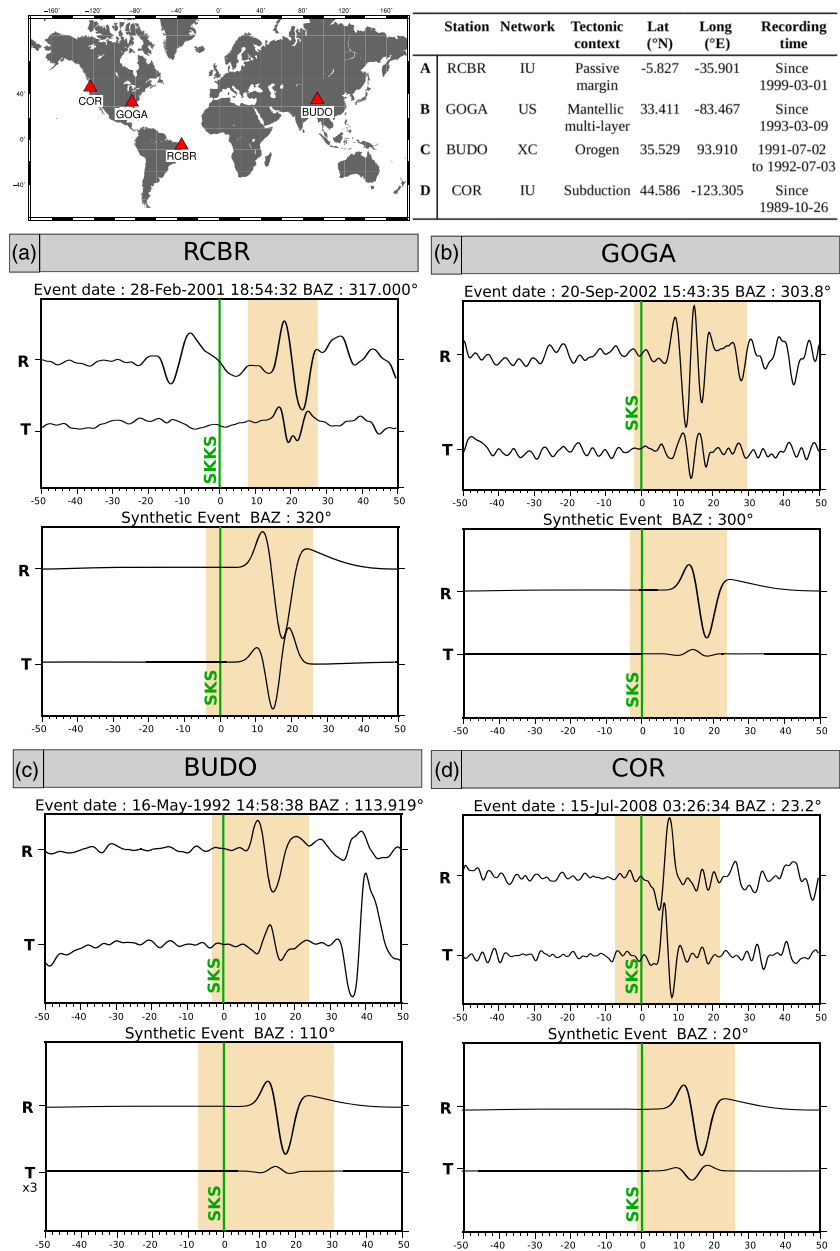 -160° -120° -80° -40° 0° 40° 80° 120° 160°
40°
0°
-40°
COR
GOGA
BUDO
RCBR
Station Network Tectonic context Lat (°N) Long (°E) Recording time
A RCBR IU Passive margin -5.827 -35.901 Since 1999-03-01
B GOGA US Mantellic multi-layer 33.411 -83.467 Since 1993-03-09
C BUDO XC Orogen 35.529 93.910 1991-07-02 to 1992-07-03
D COR IU Subduction 44.586 -123.305 Since 1989-10-26
(a) RCBR
Event date : 28-Feb-2001 18:54:32 BAZ : 317.000°
R
T
SKKS
-50 -40 -30 -20 -10 0 10 20 30 40 50
Synthetic Event BAZ : 320°
R
T
SKS
-50 -40 -30 -20 -10 0 10 20 30 40 50
(b) GOGA
Event date : 20-Sep-2002 15:43:35 BAZ : 303.8°
R
T
SKS
-50 -40 -30 -20 -10 0 10 20 30 40 50
Synthetic Event BAZ : 300°
R
T
SKS
-50 -40 -30 -20 -10 0 10 20 30 40 50
(c) BUDO
Event date : 16-May-1992 14:58:38 BAZ : 113.919°
R
T
SKS
-50 -40 -30 -20 -10 0 10 20 30 40 50
Synthetic Event BAZ : 110°
R
T
x3
SKS
-50 -40 -30 -20 -10 0 10 20 30 40 50
(d) COR
Event date : 15-Jul-2008 03:26:34 BAZ : 23.2°
R
T
SKS
-50 -40 -30 -20 -10 0 10 20 30 40 50
Synthetic Event BAZ : 20°
R
T
SKS
-50 -40 -30 -20 -10 0 10 20 30 40 50